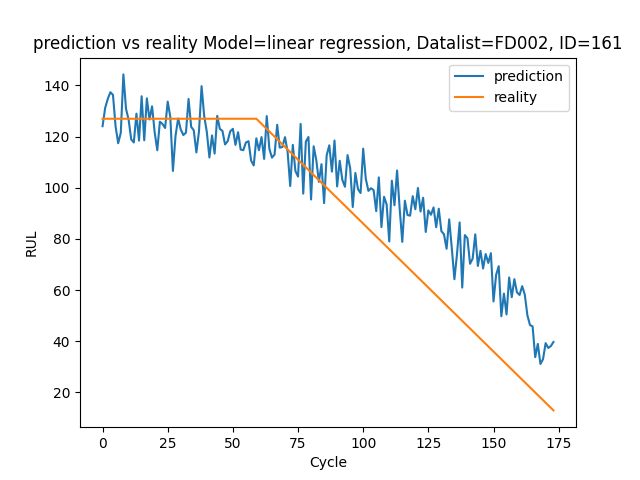 prediction vs reality Model=linear regression, Datalist=FD002, ID=161
prediction
reality
140
120
100
80
60
40
20
RUL
0 25 50 75 100 125 150 175
Cycle